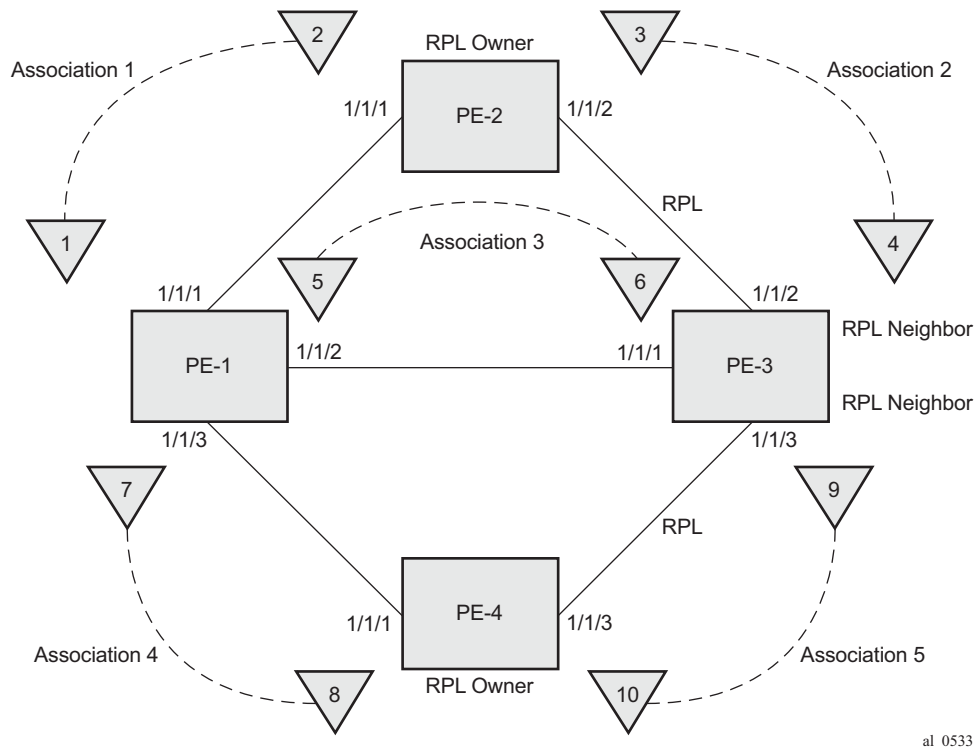 2
3
RPL Owner
Association 1
Association 2
1/1/1
PE-2
1/1/2
RPL
1
Association 3
4
5
6
1/1/1
1/1/2
RPL Neighbor
PE-1
1/1/2
1/1/1
PE-3
RPL Neighbor
1/1/3
1/1/3
7
9
RPL
PE-4
1/1/1
1/1/3
Association 4
Association 5
8
RPL Owner
10
al_0533